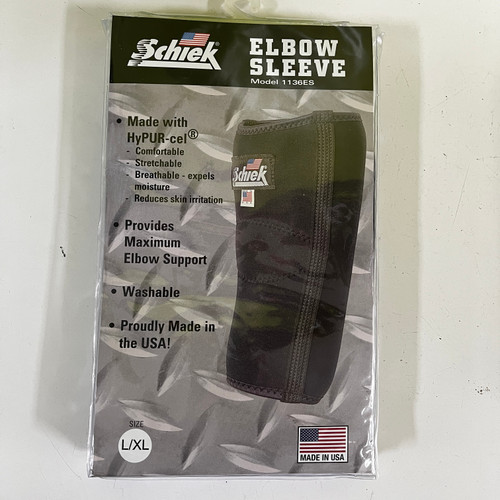 Schiek
ELBOW
SLEEVE
Model 1136ES
• Made with
HyPUR-cel®
- Comfortable
- Stretchable
- Breathable - expels
moisture
- Reduces skin irritation
Schiek
• Provides
Maximum
Elbow Support
• Washable
• Proudly Made in
the USA!
SIZE
L/XL
MADE IN USA